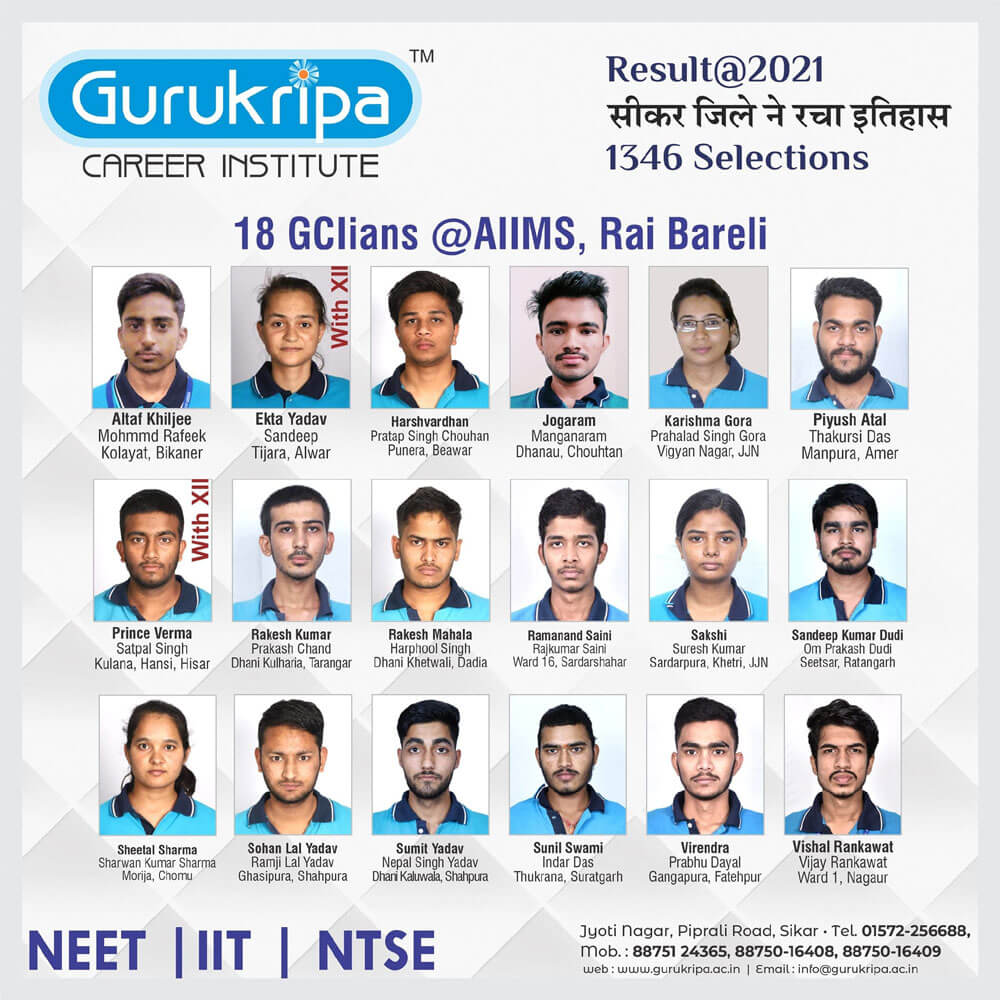 Gurukripa TM
CAREER INSTITUTE
Result@2021
सीकर जिले ने रचा इतिहास
1346 Selections
18 GCIians @AIIMS, Rai Bareli
With XII
Altaf Khiljee
Mohmmd Rafeek
Kolayat, Bikaner
Ekta Yadav
Sandeep
Tijara, Alwar
Harshvardhan
Pratap Singh Chouhan
Punera, Beawar
Jogaram
Manganaram
Dhanau, Chouhtan
Karishma Gora
Prahalad Singh Gora
Vigyan Nagar, JJN
Piyush Atal
Thakursi Das
Manpura, Amer
With XII
Prince Verma
Satpal Singh
Kulana, Hansi, Hisar
Rakesh Kumar
Prakash Chand
Dhani Kulharia, Tarangar
Rakesh Mahala
Harphool Singh
Dhani Khetwali, Dadia
Ramanand Saini
Rajkumar Saini
Ward 16, Sardarshahar
Sakshi
Suresh Kumar
Sardarpura, Khetri, JJN
Sandeep Kumar Dudi
Om Prakash Dudi
Seetsar, Ratangarh
Sheetal Sharma
Sharwan Kumar Sharma
Morija, Chomu
Sohan Lal Yadav
Ramji Lal Yadav
Ghasipura, Shahpura
Sumit Yadav
Nepal Singh Yadav
Dhani Kaluwala, Shahpura
Sunil Swami
Indar Das
Thukrana, Suratgarh
Virendra
Prabhu Dayal
Gangapura, Fatehpur
Vishal Rankawat
Vijay Rankawat
Ward 1, Nagaur
NEET | IIT | NTSE
Jyoti Nagar, Piprali Road, Sikar • Tel. 01572-256688,
Mob. : 88751 24365, 88750-16408, 88750-16409
web : www.gurukripa.ac.in | Email : info@gurukripa.ac.in